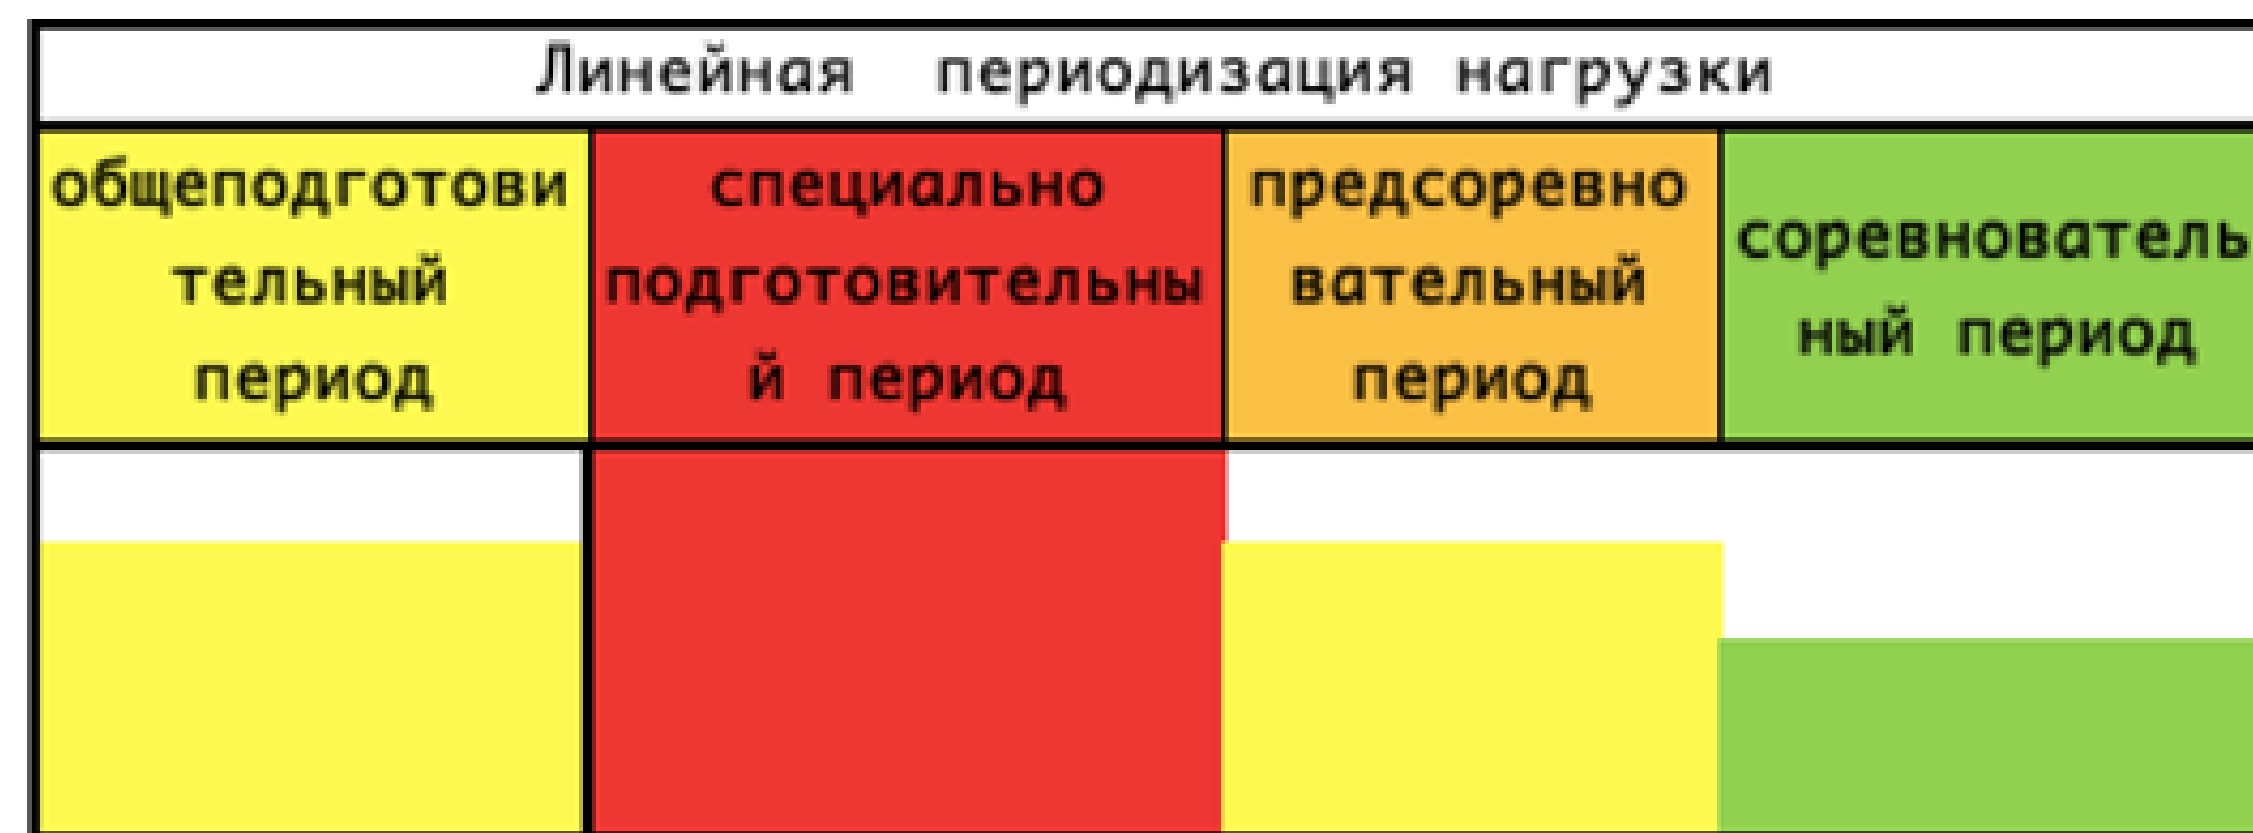 Линейная периодизация нагрузки
общеподготови
тельный
период
специально
подготовительны
й период
предсоревно
вательный
период
соревнователь
ный период